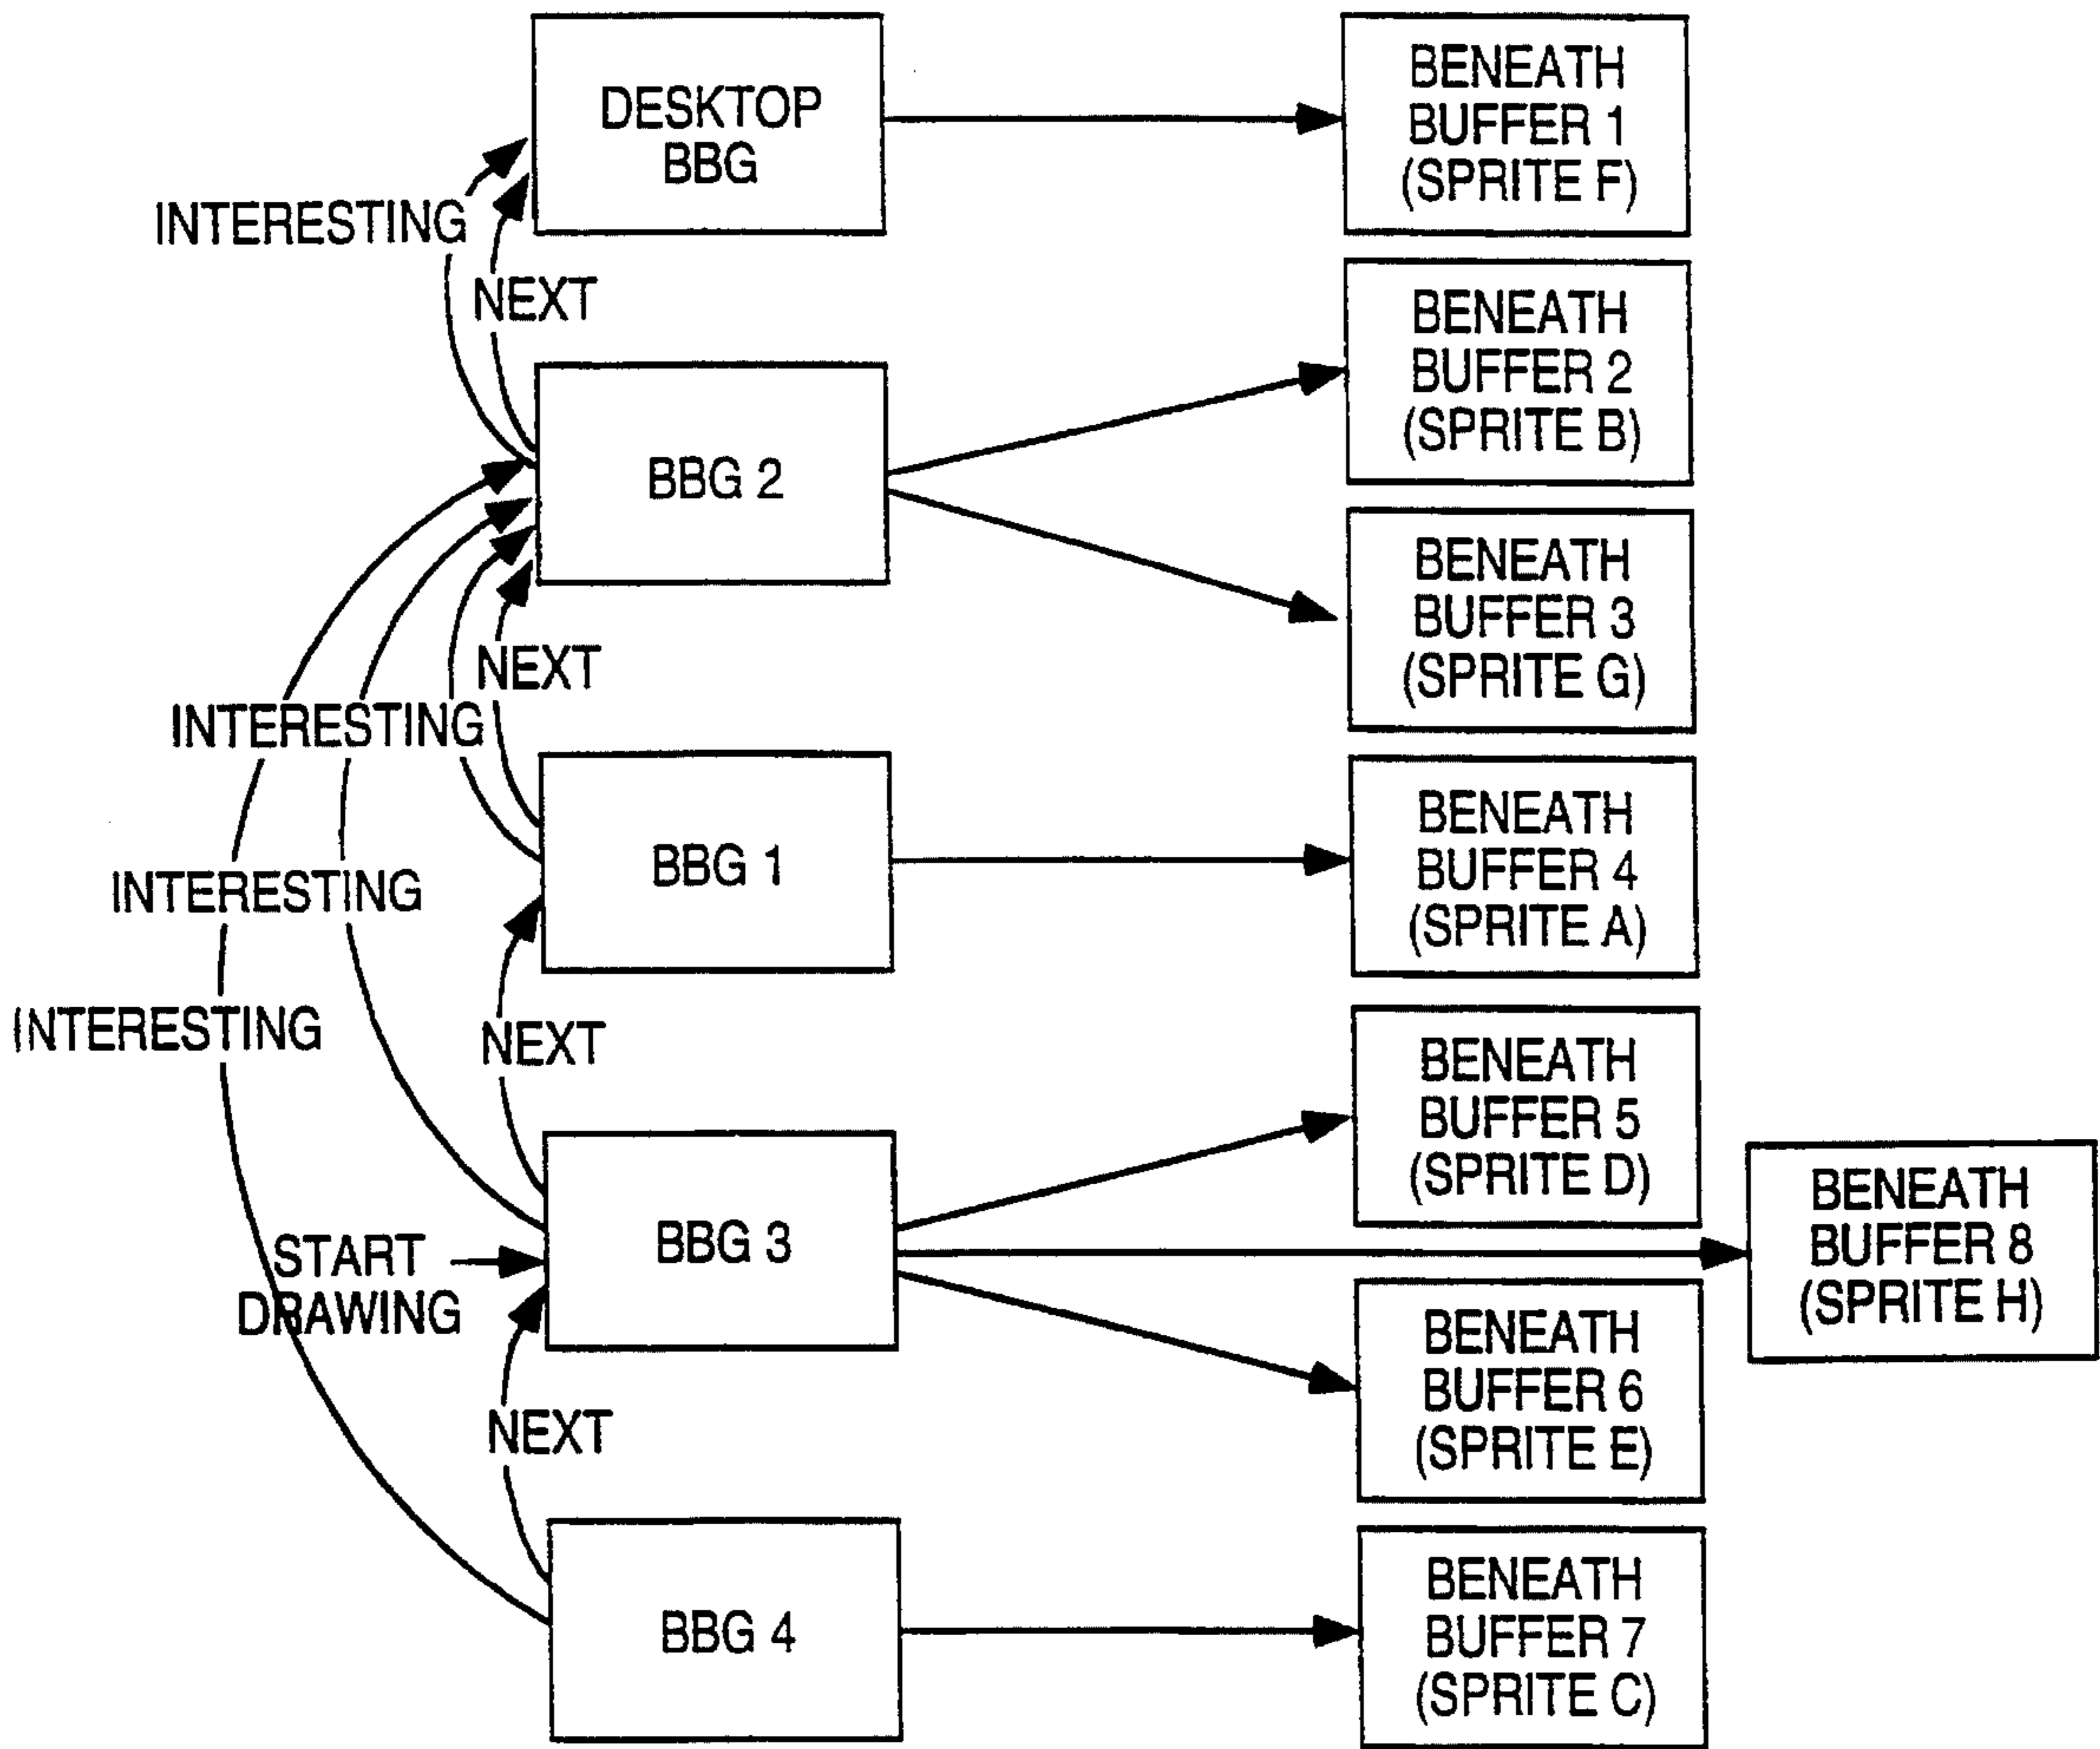 DESKTOP
BBG
BENEATH
BUFFER 1
(SPRITE F)
INTERESTING
NEXT
BENEATH
BUFFER 2
(SPRITE B)
BBG 2
BENEATH
BUFFER 3
(SPRITE G)
NEXT
INTERESTING
BENEATH
BUFFER 4
(SPRITE A)
BBG 1
INTERESTING
INTERESTING
NEXT
BENEATH
BUFFER 5
(SPRITE D)
BENEATH
BUFFER 8
(SPRITE H)
BBG 3
START
DRAWING
BENEATH
BUFFER 6
(SPRITE E)
NEXT
BBG 4
BENEATH
BUFFER 7
(SPRITE C)